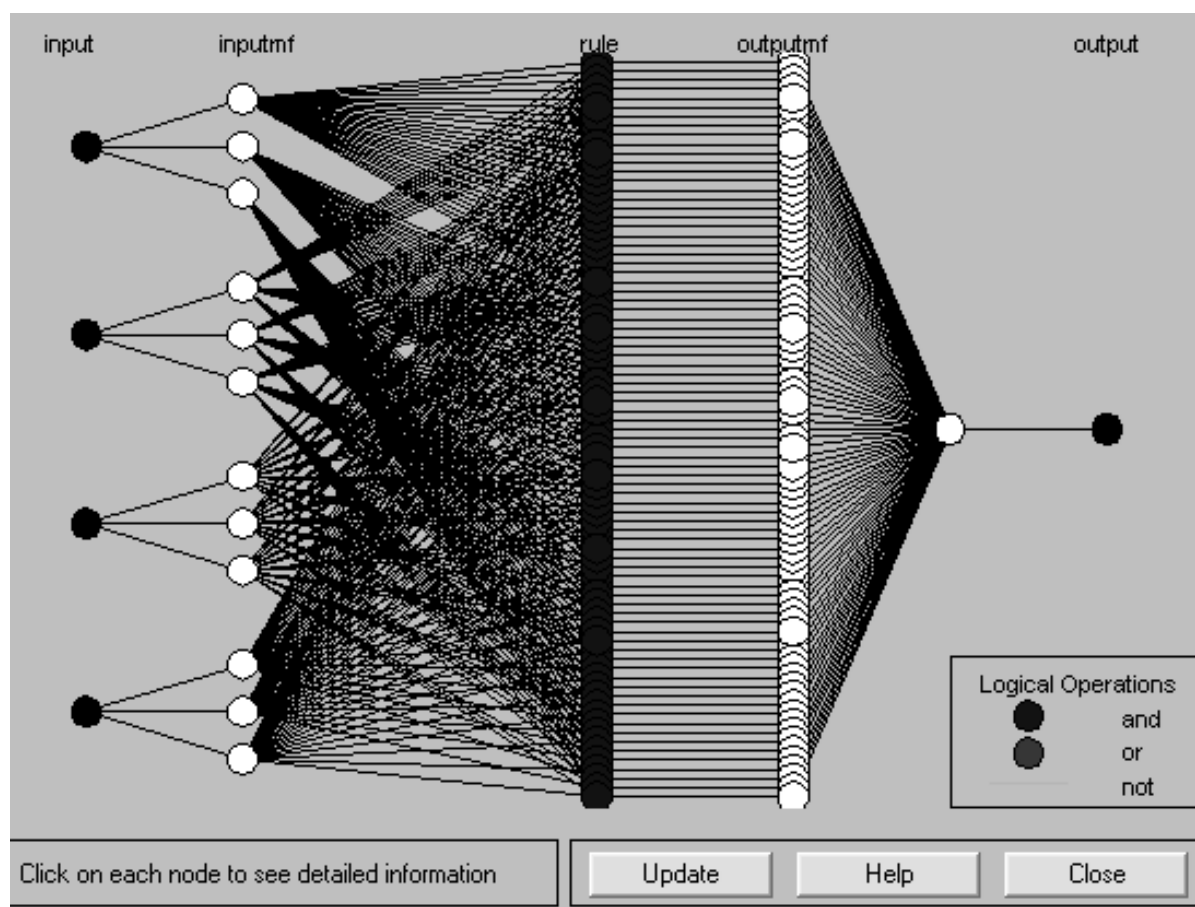 input inputmf rule outputmf output
Logical Operations
and
or
not
Click on each node to see detailed information
Update Help Close